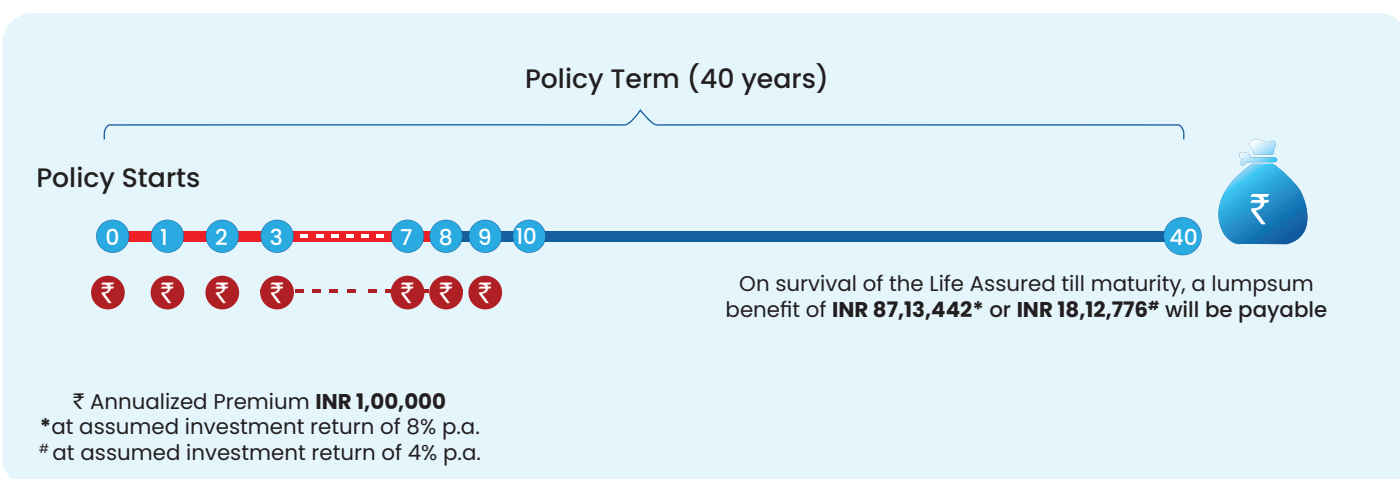 Policy Term (40 years)
Policy Starts
₹
0 1 2 3 7 8 9 10 40
₹ ₹ ₹ ₹ ₹ ₹ ₹
On survival of the Life Assured till maturity, a lumpsum
benefit of INR 87,13,442* or INR 18,12,776# will be payable
₹ Annualized Premium INR 1,00,000
*at assumed investment return of 8% p.a.
# at assumed investment return of 4% p.a.